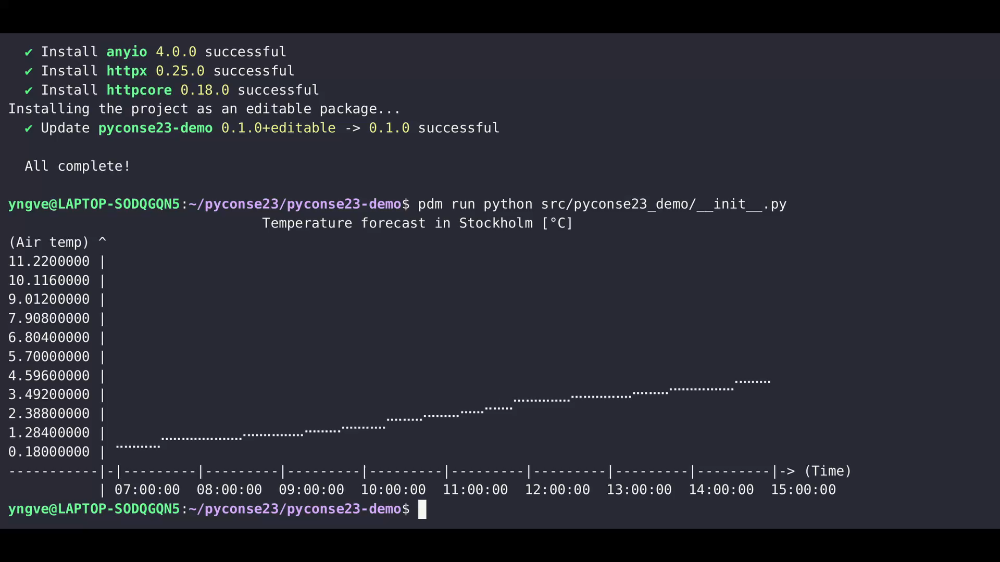 ✔ Install anyio 4.0.0 successful
✔ Install httpx 0.25.0 successful
✔ Install httpcore 0.18.0 successful
Installing the project as an editable package...
✔ Update pyconse23-demo 0.1.0+editable -> 0.1.0 successful
All complete!
yngve@LAPTOP-SODQGQN5:~/pyconse23/pyconse23-demo$ pdm run python src/pyconse23_demo/__init__.py
Temperature forecast in Stockholm [°C]
(Air temp) ^
11.2200000 |
10.1160000 |
9.01200000 |
7.90800000 |
6.80400000 |
5.70000000 |
4.59600000 |
3.49200000 |
2.38800000 |
1.28400000 |
0.18000000 |
-----------|-|---------|---------|---------|---------|---------|---------|---------|---------|-> (Time)
| 07:00:00 08:00:00 09:00:00 10:00:00 11:00:00 12:00:00 13:00:00 14:00:00 15:00:00
yngve@LAPTOP-SODQGQN5:~/pyconse23/pyconse23-demo$